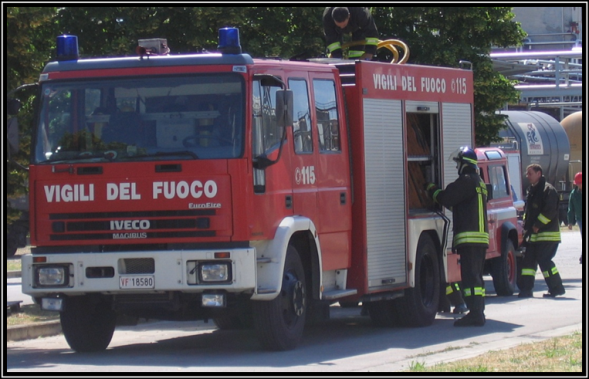 VIGILI DEL FUOCO 115
VIGILI DEL FUOCO
115
EuroFire
IVECO
MAGIRUS
VF 18580